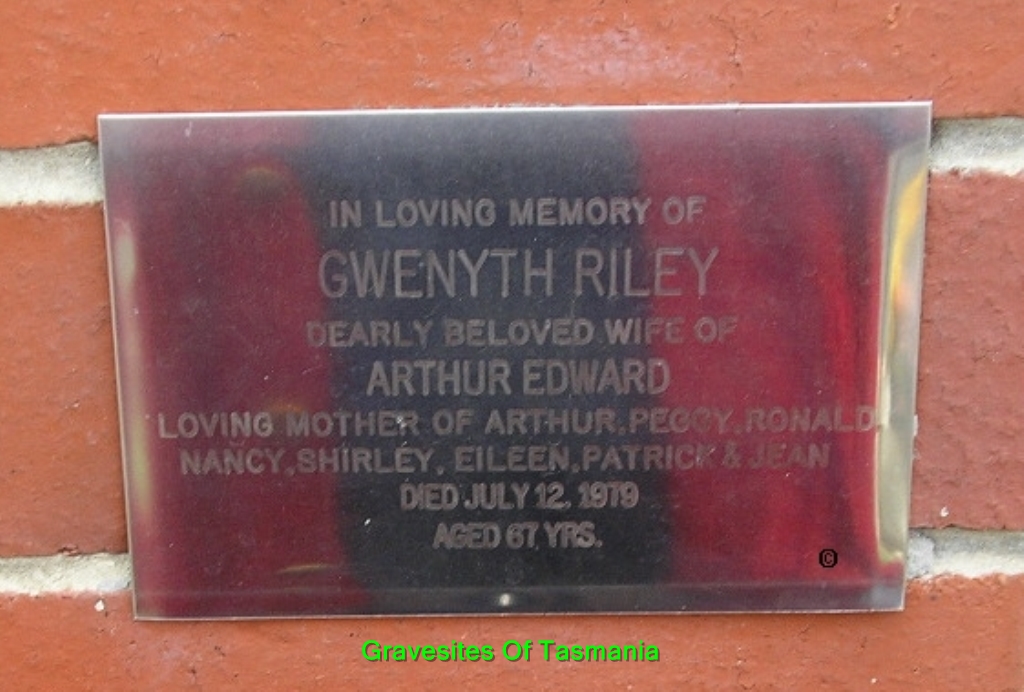 IN LOVING MEMORY OF
GWENYTH RILEY
DEARLY BELOVED WIFE OF
ARTHUR EDWARD
LOVING MOTHER OF ARTHUR, PEGGY, RONALD,
NANCY, SHIRLEY, EILEEN, PATRICK & JEAN
DIED JULY 12, 1979
AGED 67 YRS.
©
Gravesites Of Tasmania